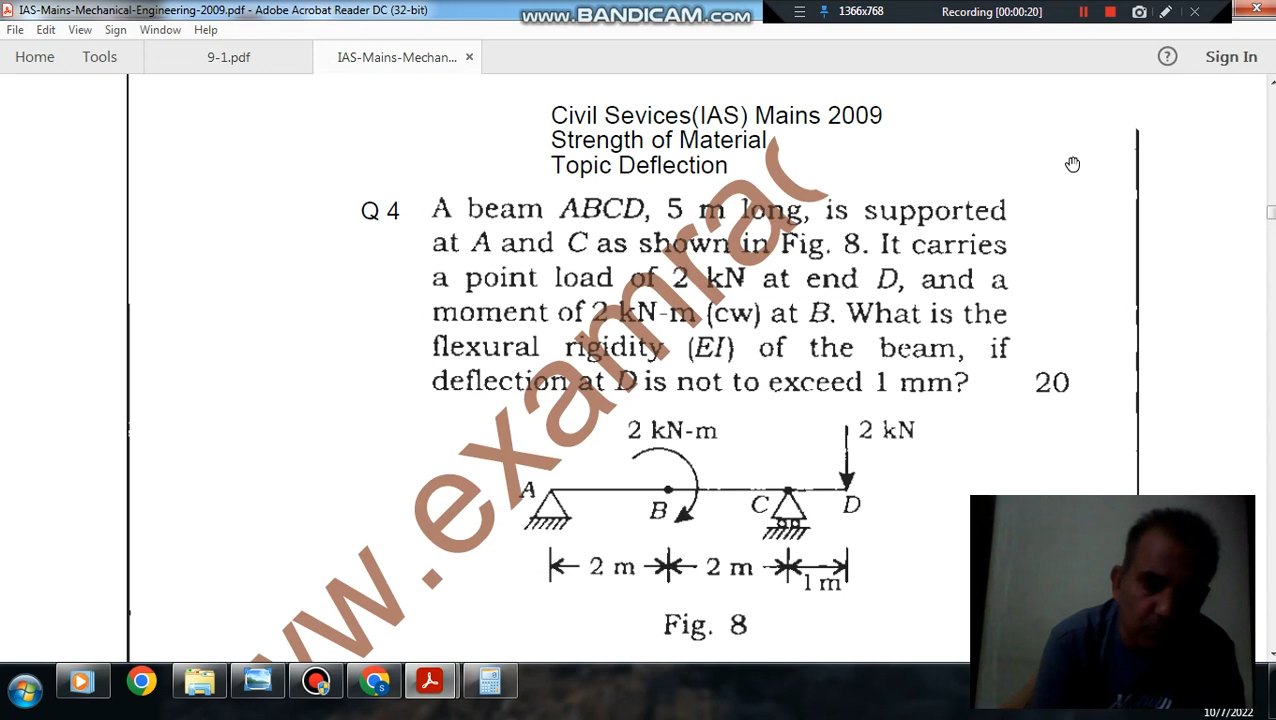 IAS-Mains-Mechanical-Engineering-2009.pdf - Adobe Acrobat Reader DC (32-bit)
www.BANDICAM.com
1366x768
Recording [00:00:20]
File Edit View Sign Window Help
Home Tools 9-1.pdf IAS-Mains-Mechan... × ? Sign In
Civil Sevices(IAS) Mains 2009
Strength of Material
Topic Deflection
Q 4 A beam ABCD, 5 m long, is supported
at A and C as shown in Fig. 8. It carries
a point load of 2 kN at end D, and a
moment of 2 kN-m (cw) at B. What is the
flexural rigidity (EI) of the beam, if
deflection at D is not to exceed 1 mm? 20
2 kN-m 2 kN
A B C D
2 m 2 m 1 m
Fig. 8
www.examrac
10/7/2022